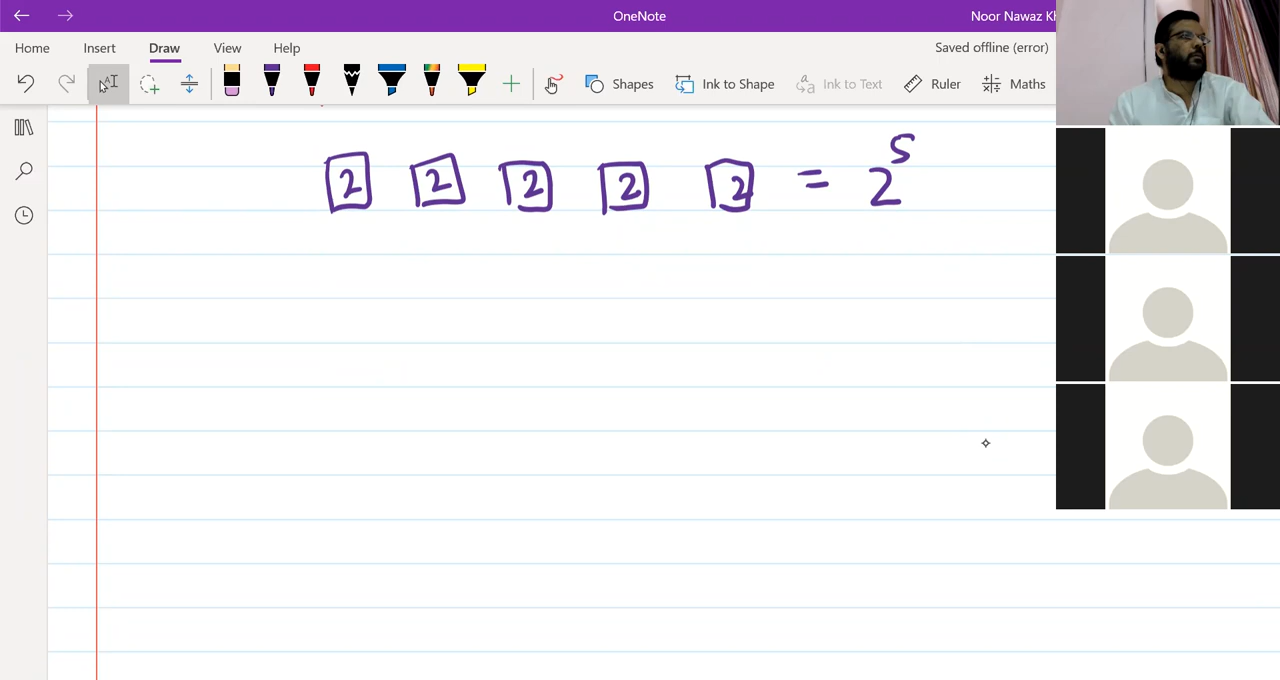 OneNote
Noor Nawaz Kh
Home Insert Draw View Help
Saved offline (error)
Shapes Ink to Shape Ink to Text Ruler Maths
2 2 2 2 2 = 2^5